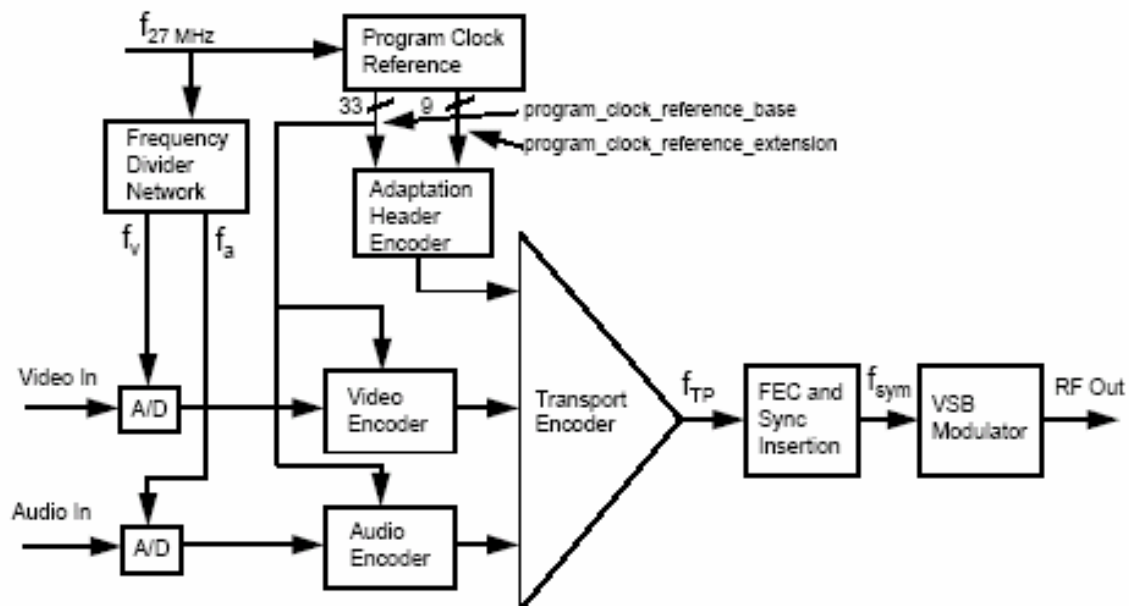 f27 MHz
Program Clock
Reference
33
9
program_clock_reference_base
program_clock_reference_extension
Frequency
Divider
Network
Adaptation
Header
Encoder
fv
fa
Video In
A/D
Video
Encoder
Transport
Encoder
fTP
FEC and
Sync
Insertion
fsym
VSB
Modulator
RF Out
Audio In
A/D
Audio
Encoder